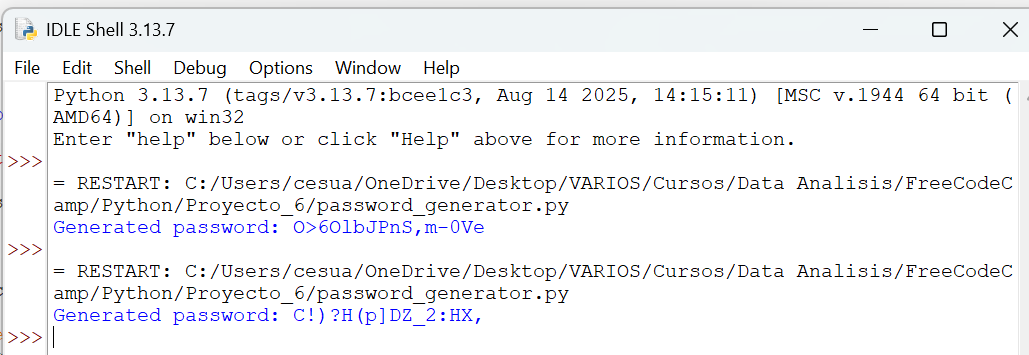 IDLE Shell 3.13.7
File Edit Shell Debug Options Window Help
Python 3.13.7 (tags/v3.13.7:bcee1c3, Aug 14 2025, 14:15:11) [MSC v.1944 64 bit (
AMD64)] on win32
Enter "help" below or click "Help" above for more information.
>>>
= RESTART: C:/Users/cesua/OneDrive/Desktop/VARIOS/Cursos/Data Analisis/FreeCodeC
amp/Python/Proyecto_6/password_generator.py
Generated password: O>6OlbJPnS,m-0Ve
>>>
= RESTART: C:/Users/cesua/OneDrive/Desktop/VARIOS/Cursos/Data Analisis/FreeCodeC
amp/Python/Proyecto_6/password_generator.py
Generated password: C!)?H(p]DZ_2:HX,
>>>